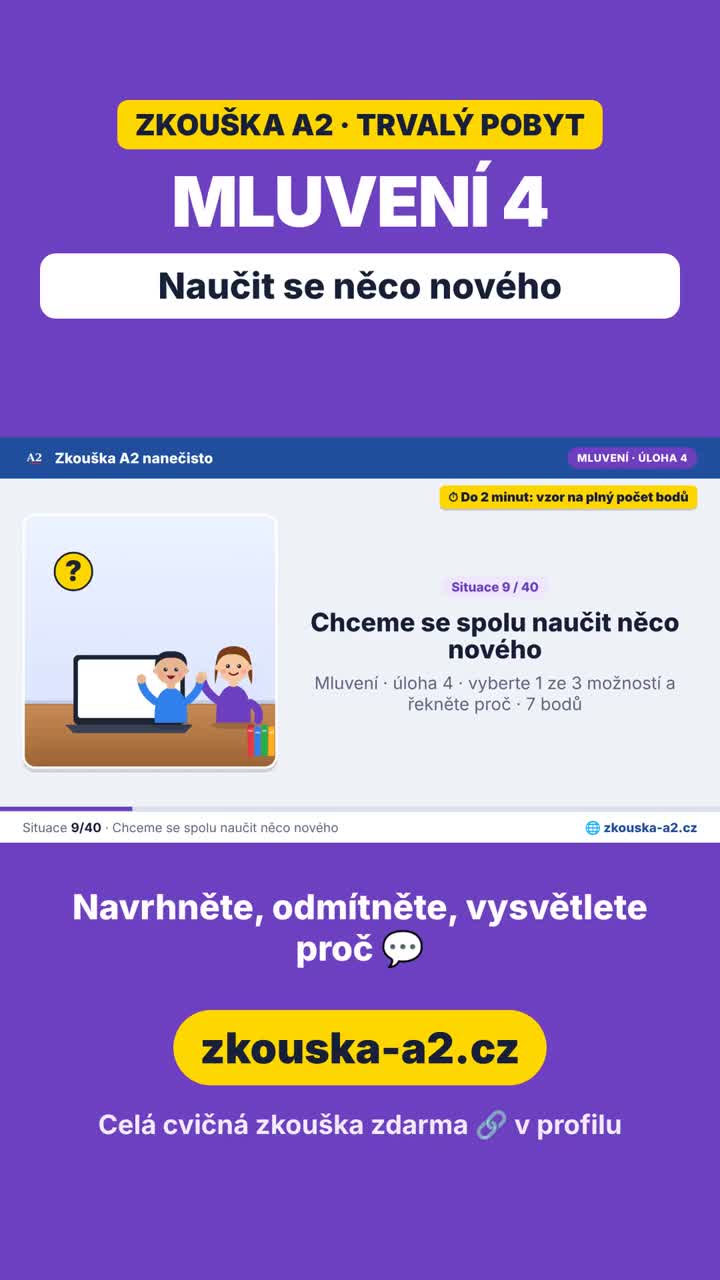 ZKOUŠKA A2 · TRVALÝ POBYT
MLUVENÍ 4
Naučit se něco nového
A2 Zkouška A2 nanečisto
MLUVENÍ · ÚLOHA 4
⏱ Do 2 minut: vzor na plný počet bodů
?
Situace 9 / 40
Chceme se spolu naučit něco
nového
Mluvení · úloha 4 · vyberte 1 ze 3 možností a
řekněte proč · 7 bodů
Situace 9/40 · Chceme se spolu naučit něco nového
🌐 zkouska-a2.cz
Navrhněte, odmítněte, vysvětlete
proč 💬
zkouska-a2.cz
Celá cvičná zkouška zdarma 🔗 v profilu